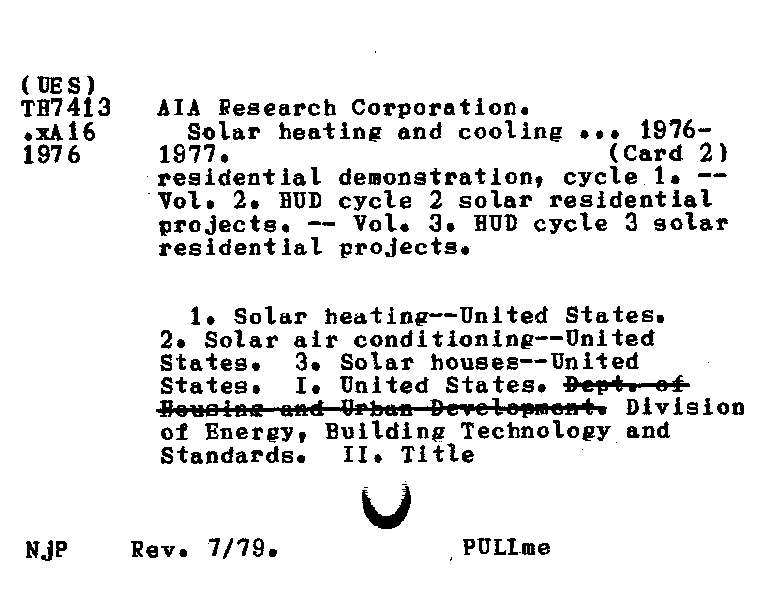 (UES)
TH7413 AIA Research Corporation.
.xA16 Solar heating and cooling ... 1976-
1976 1977. (Card 2)
residential demonstration, cycle 1. --
Vol. 2. HUD cycle 2 solar residential
projects. -- Vol. 3. HUD cycle 3 solar
residential projects.
1. Solar heating--United States.
2. Solar air conditioning--United
States. 3. Solar houses--United
States. I. United States. Dept. of
Housing and Urban Development. Division
of Energy, Building Technology and
Standards. II. Title
NjP Rev. 7/79. PULIme